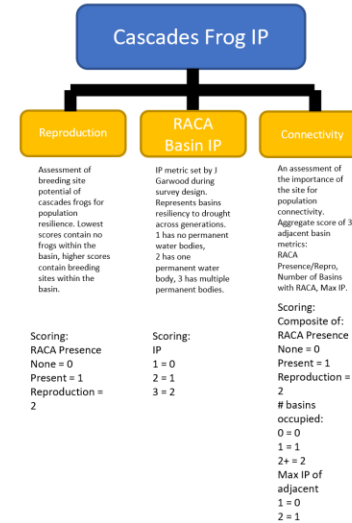 Cascades Frog IP
Reproduction
Assessment of
breeding site
potential of
cascades frogs for
population
resilience. Lowest
scores contain no
frogs within the
basin, higher scores
contain breeding
sites within the
basin.
Scoring:
RACA Presence
None = 0
Present = 1
Reproduction =
2
RACA
Basin IP
IP metric set by J
Garwood during
survey design.
Represents basins
resiliency to drought
across generations.
1 has no permanent
water bodies,
2 has one
permanent water
body, 3 has multiple
permanent bodies.
Scoring:
IP
1 = 0
2 = 1
3 = 2
Connectivity
An assessment of
the importance of
the site for
population
connectivity.
Aggregate score of 3
adjacent basin
metrics:
RACA
Presence/Repro,
Number of Basins
with RACA, Max IP.
Scoring:
Composite of:
RACA Presence
None = 0
Present = 1
Reproduction =
2
# basins
occupied:
0 = 0
1 = 1
2+ = 2
Max IP of
adjacent
1 = 0
2 = 1